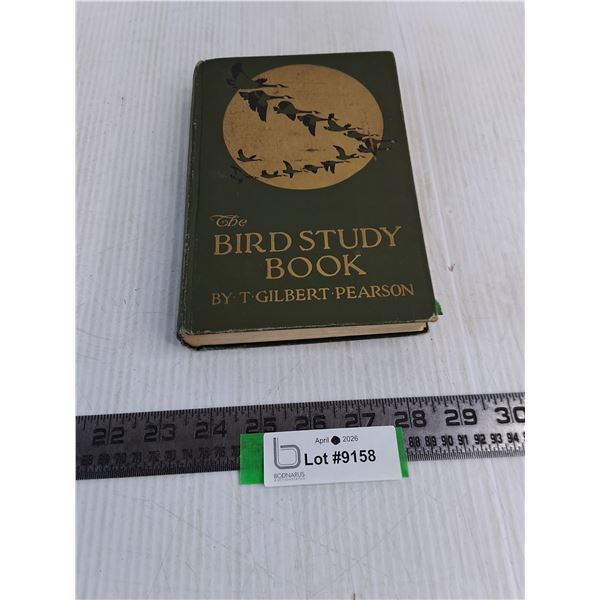 The
BIRD STUDY
BOOK
BY·T·GILBERT·PEARSON
22 23 24 25 26 27 28 29 30
April 2026
Lot #9158
BODNARUS
AUCTIONEERING